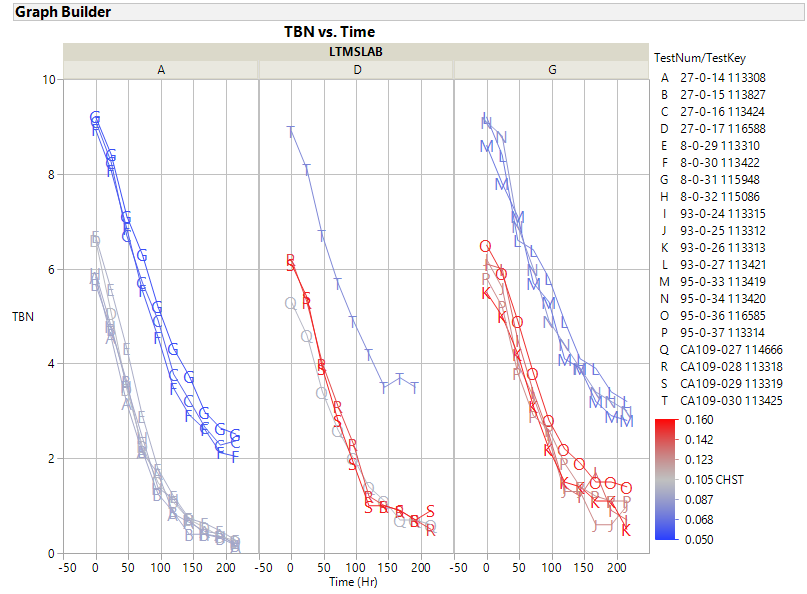 Graph Builder
TBN vs. Time
LTMSLAB
A D G
TestNum/TestKey
A 27-0-14 113308
B 27-0-15 113827
C 27-0-16 113424
D 27-0-17 116588
E 8-0-29 113310
F 8-0-30 113422
G 8-0-31 115948
H 8-0-32 115086
I 93-0-24 113315
J 93-0-25 113312
K 93-0-26 113313
L 93-0-27 113421
M 95-0-33 113419
N 95-0-34 113420
O 95-0-36 116585
P 95-0-37 113314
Q CA109-027 114666
R CA109-028 113318
S CA109-029 113319
T CA109-030 113425
0.160
0.142
0.123
0.105 CHST
0.087
0.068
0.050
TBN
10
8
6
4
2
0
-50 0 50 100 150 200 -50 0 50 100 150 200 -50 0 50 100 150 200
Time (Hr)